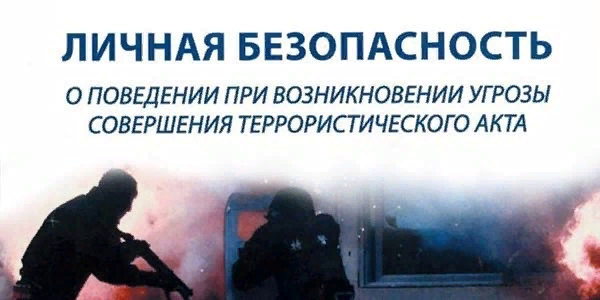 ЛИЧНАЯ БЕЗОПАСНОСТЬ
О ПОВЕДЕНИИ ПРИ ВОЗНИКНОВЕНИИ УГРОЗЫ
СОВЕРШЕНИЯ ТЕРРОРИСТИЧЕСКОГО АКТА